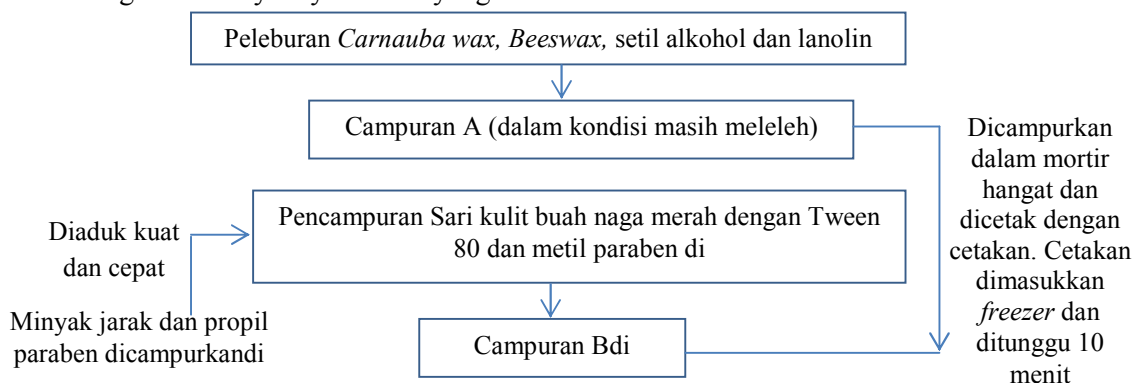 Peleburan Carnauba wax, Beeswax, setil alkohol dan lanolin
Campuran A (dalam kondisi masih meleleh)
Dicampurkan
dalam mortir
hangat dan
dicetak dengan
cetakan. Cetakan
dimasukkan
freezer dan
ditunggu 10
menit
Pencampuran Sari kulit buah naga merah dengan Tween
80 dan metil paraben di
Diaduk kuat
dan cepat
Minyak jarak dan propil
paraben dicampurkandi
Campuran Bdi